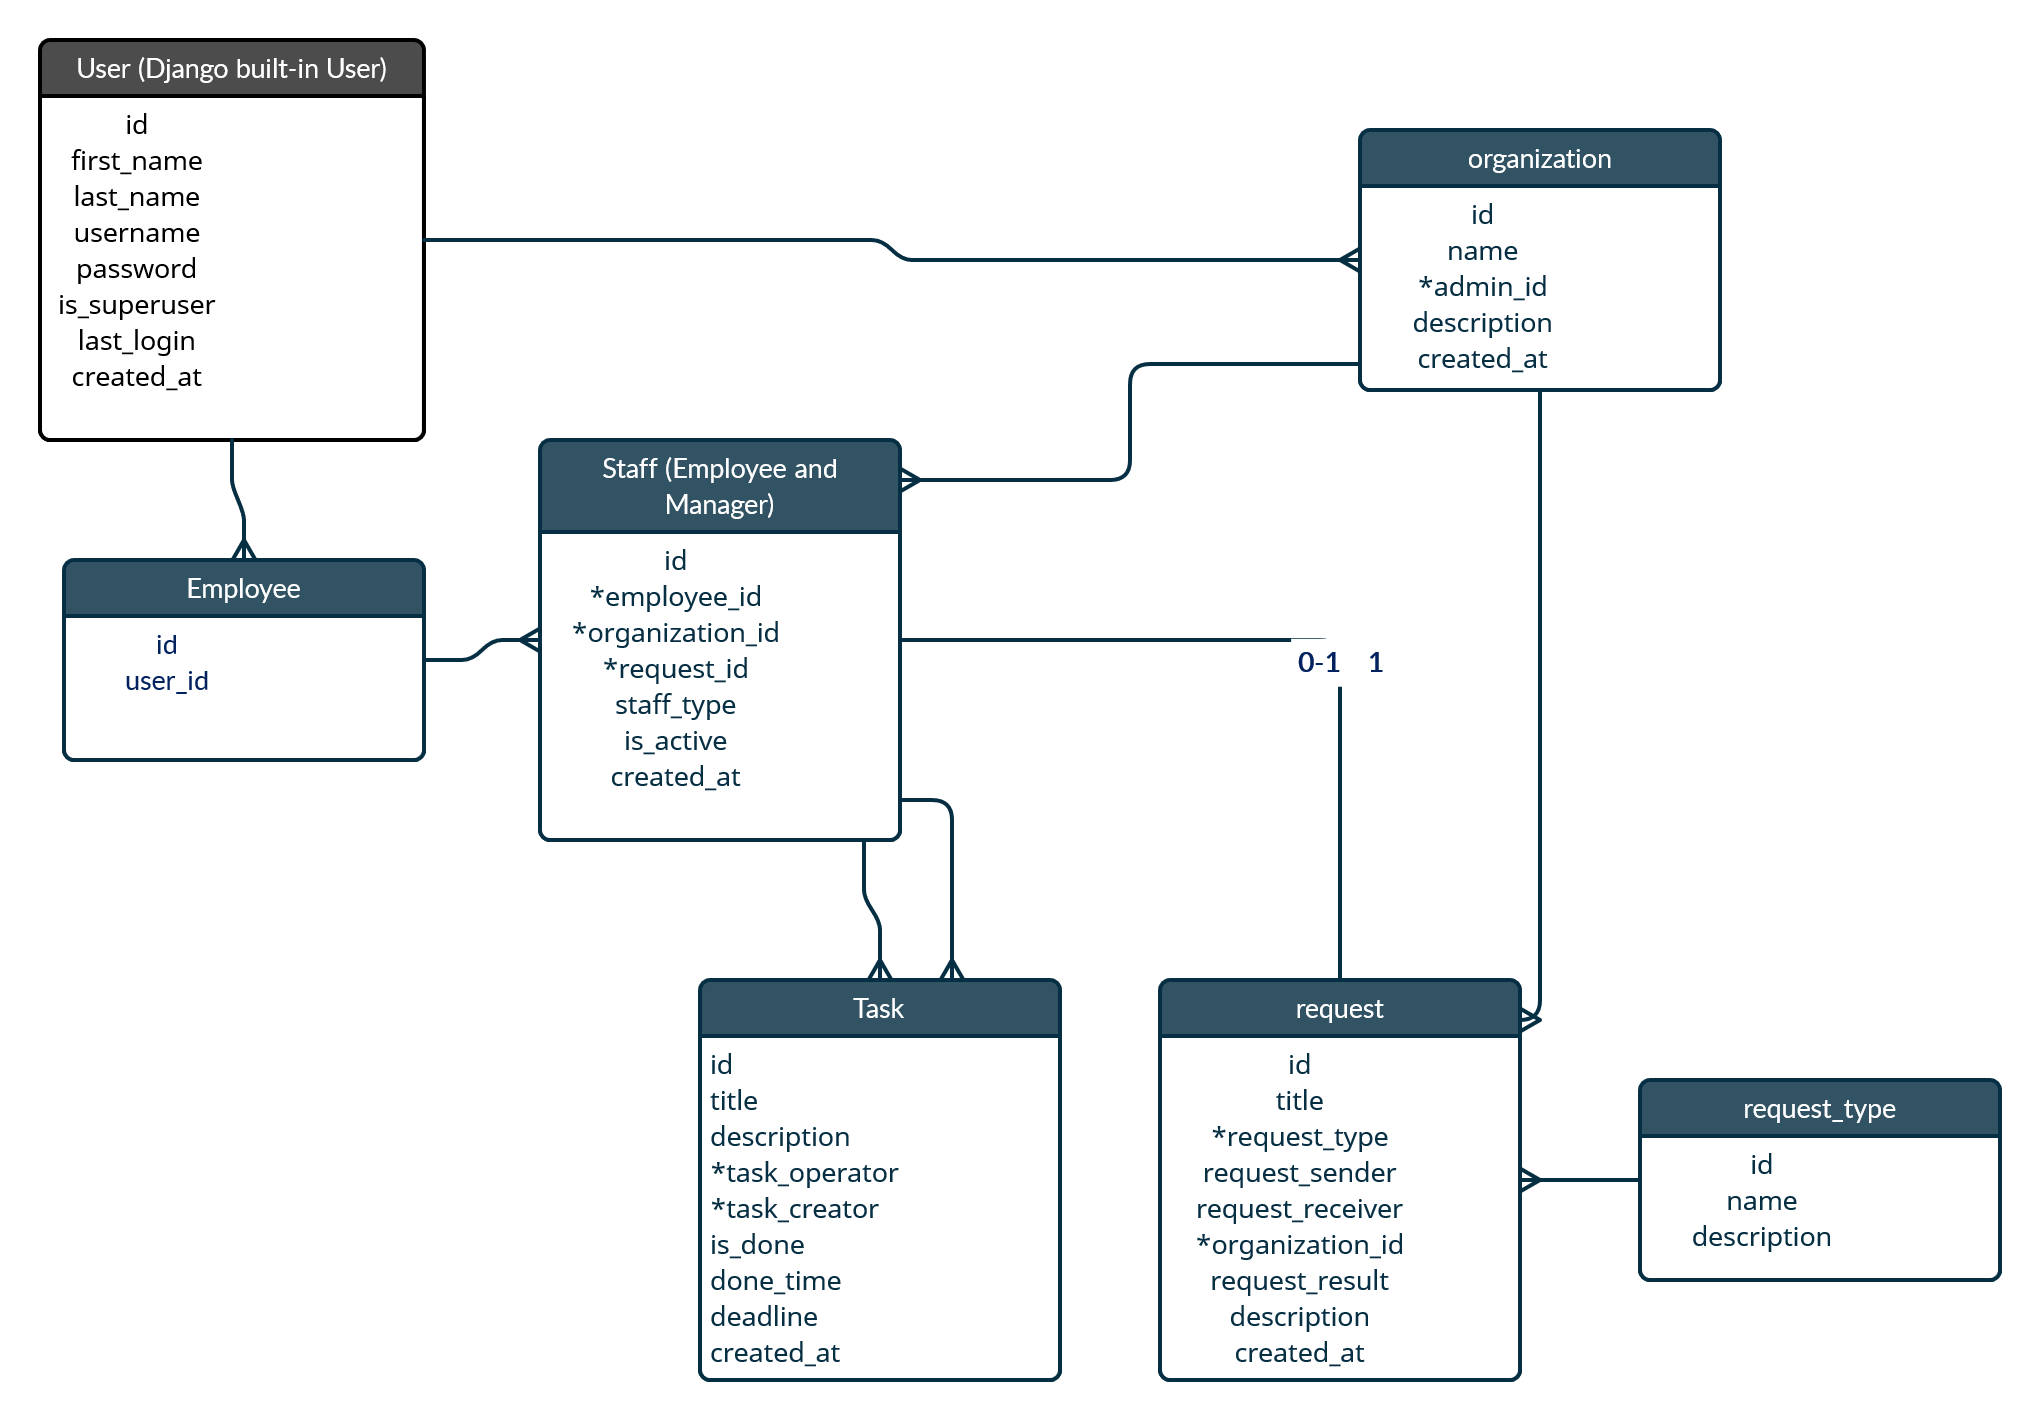 User (Django built-in User)
id
first_name
last_name
username
password
is_superuser
last_login
created_at
organization
id
name
*admin_id
description
created_at
Staff (Employee and
Manager)
id
*employee_id
*organization_id
*request_id
staff_type
is_active
created_at
Employee
id
user_id
0-1 1
Task
id
title
description
*task_operator
*task_creator
is_done
done_time
deadline
created_at
request
id
title
*request_type
request_sender
request_receiver
*organization_id
request_result
description
created_at
request_type
id
name
description